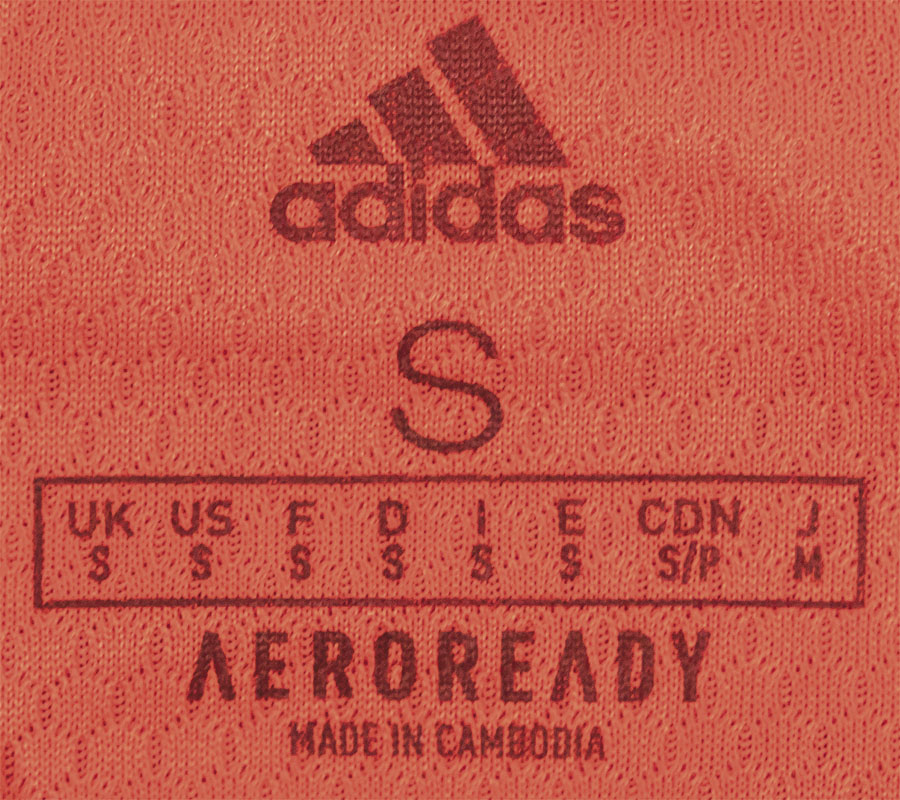 adidas
S
UK US F D I E CDN J
S S S S S S S/P M
AEROREADY
MADE IN CAMBODIA